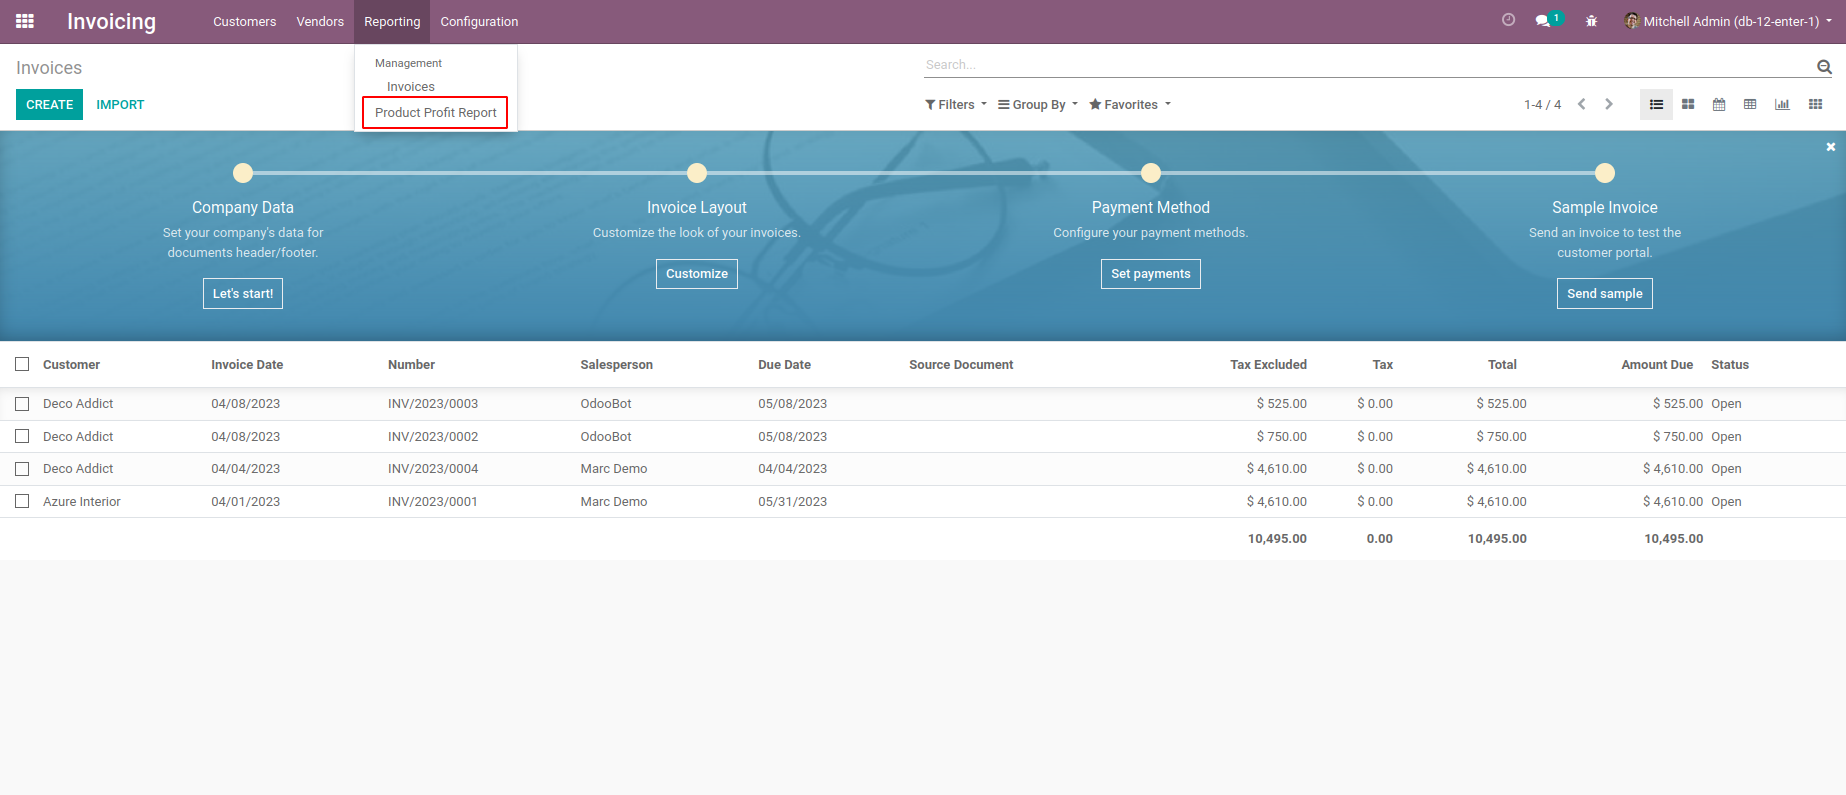 Invoicing Customers Vendors Reporting Configuration 1 Mitchell Admin (db-12-enter-1)
Invoices
Management
Invoices
Product Profit Report
Search...
CREATE IMPORT
Filters Group By Favorites 1-4 / 4
Company Data
Set your company's data for
documents header/footer.
Let's start!
Invoice Layout
Customize the look of your invoices.
Customize
Payment Method
Configure your payment methods.
Set payments
Sample Invoice
Send an invoice to test the
customer portal.
Send sample
Customer Invoice Date Number Salesperson Due Date Source Document Tax Excluded Tax Total Amount Due Status
Deco Addict 04/08/2023 INV/2023/0003 OdooBot 05/08/2023 $ 525.00 $ 0.00 $ 525.00 $ 525.00 Open
Deco Addict 04/08/2023 INV/2023/0002 OdooBot 05/08/2023 $ 750.00 $ 0.00 $ 750.00 $ 750.00 Open
Deco Addict 04/04/2023 INV/2023/0004 Marc Demo 04/04/2023 $ 4,610.00 $ 0.00 $ 4,610.00 $ 4,610.00 Open
Azure Interior 04/01/2023 INV/2023/0001 Marc Demo 05/31/2023 $ 4,610.00 $ 0.00 $ 4,610.00 $ 4,610.00 Open
10,495.00 0.00 10,495.00 10,495.00